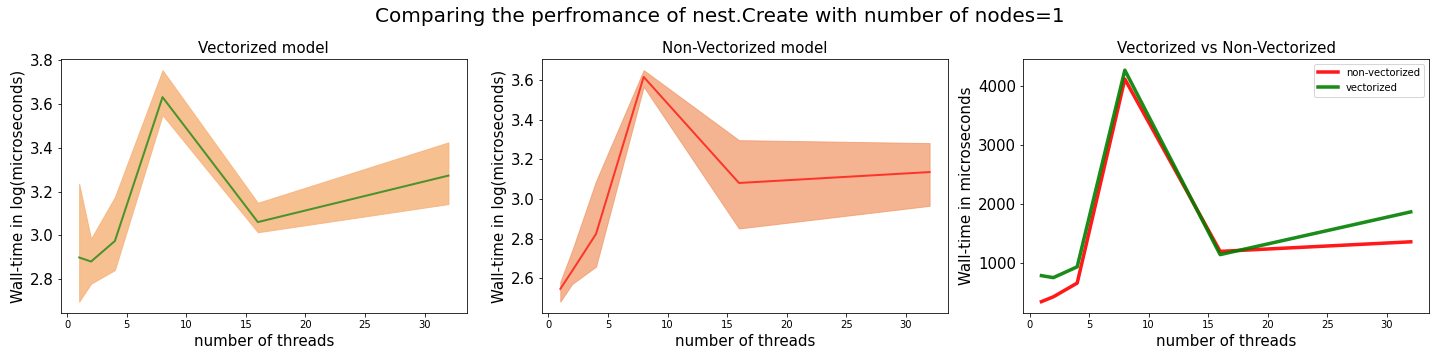 Comparing the perfromance of nest.Create with number of nodes=1
Vectorized model
Wall-time in log(microseconds)
3.8
3.6
3.4
3.2
3.0
2.8
0 5 10 15 20 25 30
number of threads
Non-Vectorized model
Wall-time in log(microseconds)
3.6
3.4
3.2
3.0
2.8
2.6
0 5 10 15 20 25 30
number of threads
Vectorized vs Non-Vectorized
non-vectorized
vectorized
Wall-time in microseconds
4000
3000
2000
1000
0 5 10 15 20 25 30
number of threads